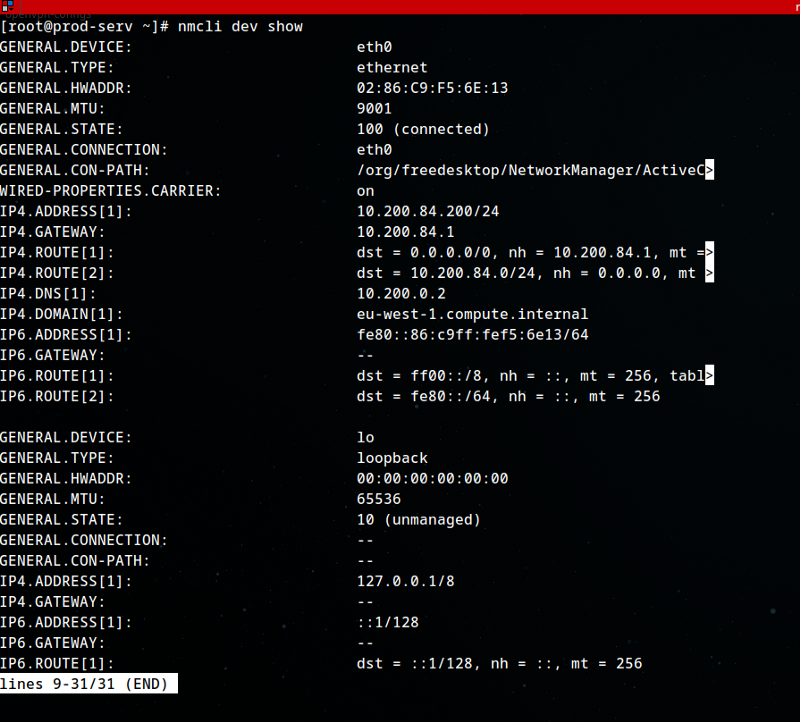 openvpn-configs
[root@prod-serv ~]# nmcli dev show
GENERAL.DEVICE: eth0
GENERAL.TYPE: ethernet
GENERAL.HWADDR: 02:86:C9:F5:6E:13
GENERAL.MTU: 9001
GENERAL.STATE: 100 (connected)
GENERAL.CONNECTION: eth0
GENERAL.CON-PATH: /org/freedesktop/NetworkManager/ActiveC>
WIRED-PROPERTIES.CARRIER: on
IP4.ADDRESS[1]: 10.200.84.200/24
IP4.GATEWAY: 10.200.84.1
IP4.ROUTE[1]: dst = 0.0.0.0/0, nh = 10.200.84.1, mt =>
IP4.ROUTE[2]: dst = 10.200.84.0/24, nh = 0.0.0.0, mt >
IP4.DNS[1]: 10.200.0.2
IP4.DOMAIN[1]: eu-west-1.compute.internal
IP6.ADDRESS[1]: fe80::86:c9ff:fef5:6e13/64
IP6.GATEWAY: --
IP6.ROUTE[1]: dst = ff00::/8, nh = ::, mt = 256, tabl>
IP6.ROUTE[2]: dst = fe80::/64, nh = ::, mt = 256
GENERAL.DEVICE: lo
GENERAL.TYPE: loopback
GENERAL.HWADDR: 00:00:00:00:00:00
GENERAL.MTU: 65536
GENERAL.STATE: 10 (unmanaged)
GENERAL.CONNECTION: --
GENERAL.CON-PATH: --
IP4.ADDRESS[1]: 127.0.0.1/8
IP4.GATEWAY: --
IP6.ADDRESS[1]: ::1/128
IP6.GATEWAY: --
IP6.ROUTE[1]: dst = ::1/128, nh = ::, mt = 256
lines 9-31/31 (END)